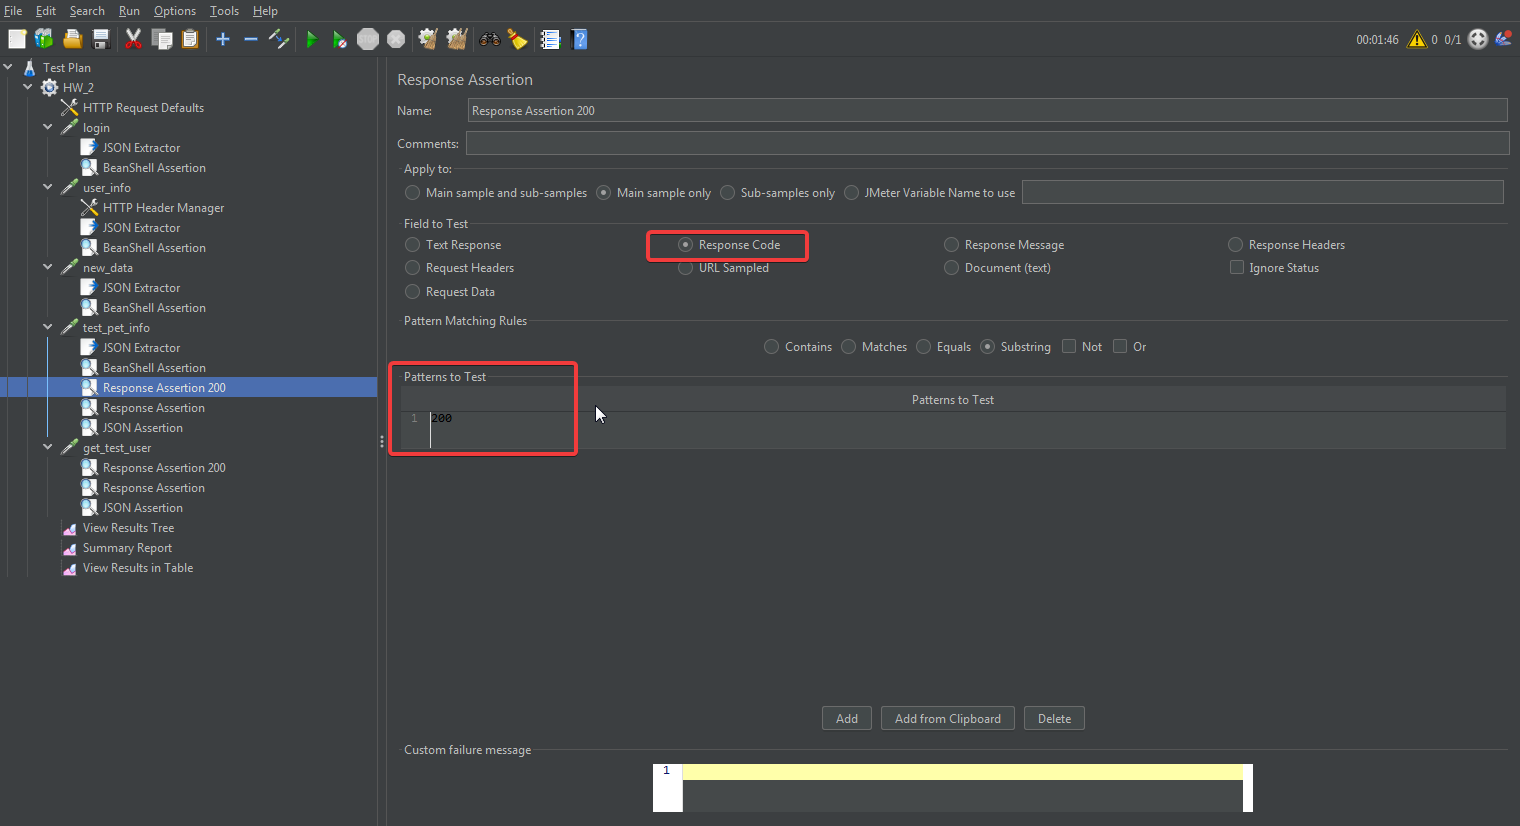 File Edit Search Run Options Tools Help
00:01:46 0 0/1
Test Plan
HW_2
HTTP Request Defaults
login
JSON Extractor
BeanShell Assertion
user_info
HTTP Header Manager
JSON Extractor
BeanShell Assertion
new_data
JSON Extractor
BeanShell Assertion
test_pet_info
JSON Extractor
BeanShell Assertion
Response Assertion 200
Response Assertion
JSON Assertion
get_test_user
Response Assertion 200
Response Assertion
JSON Assertion
View Results Tree
Summary Report
View Results in Table
Response Assertion
Name: Response Assertion 200
Comments:
Apply to:
Main sample and sub-samples Main sample only Sub-samples only JMeter Variable Name to use
Field to Test
Text Response Response Code Response Message Response Headers
Request Headers URL Sampled Document (text) Ignore Status
Request Data
Pattern Matching Rules
Contains Matches Equals Substring Not Or
Patterns to Test
Patterns to Test
1 200
Add Add from Clipboard Delete
Custom failure message
1